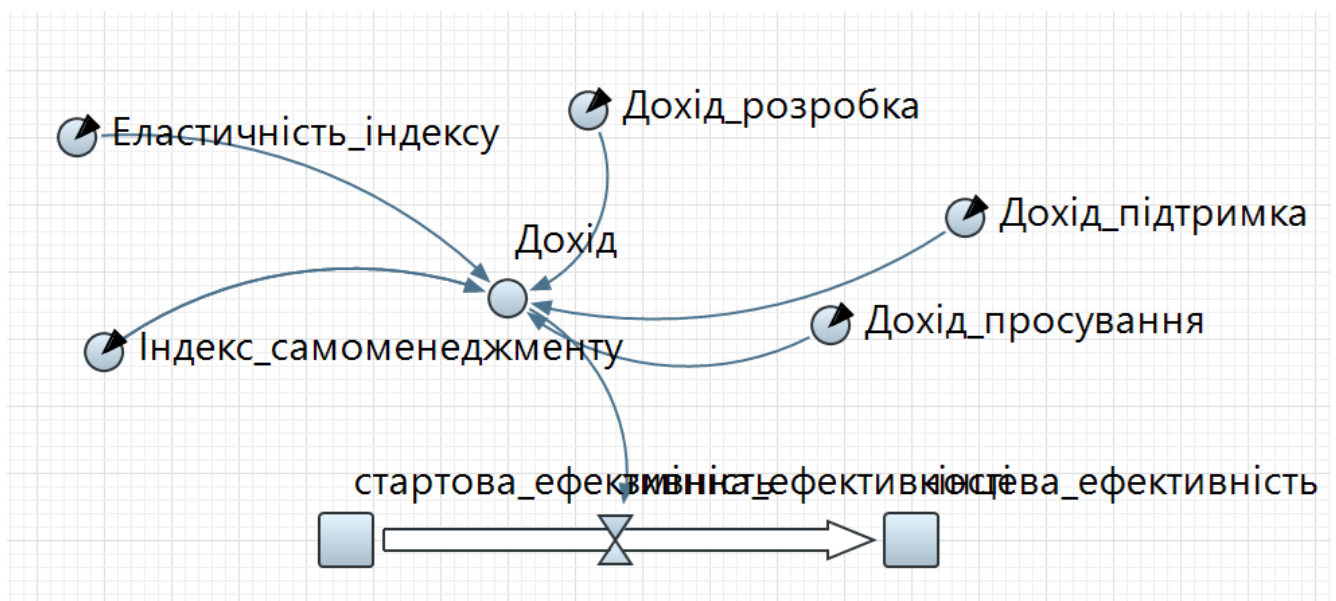 Еластичність_індексу
Дохід_розробка
Дохід_підтримка
Дохід
Дохід_просування
Індекс_самоменеджменту
стартова_ефективність кінцева_ефективність